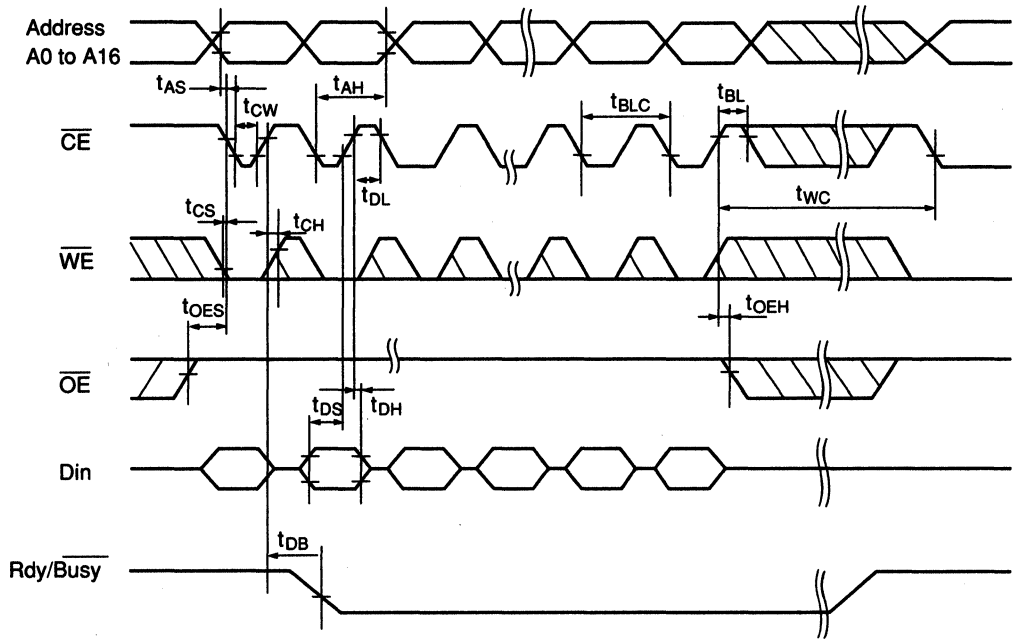 Address
A0 to A16
tAS
tCW
tAH
tBLC
tBL
CE
tDL
tWC
tCS
tCH
WE
tOES
tOEH
OE
tDS
tDH
Din
tDB
Rdy/Busy